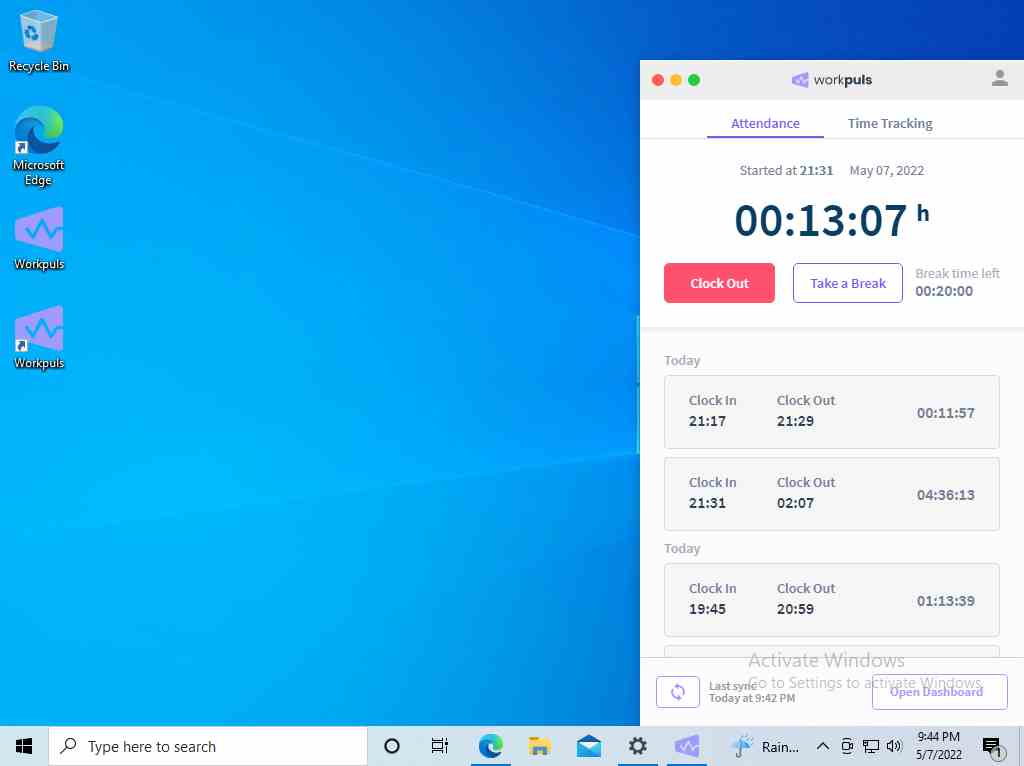 Recycle Bin
Microsoft
Edge
Workpuls
Workpuls
workpuls
Attendance Time Tracking
Started at 21:31 May 07, 2022
00:13:07 h
Clock Out Take a Break Break time left
00:20:00
Today
Clock In Clock Out
21:17 21:29 00:11:57
Clock In Clock Out
21:31 02:07 04:36:13
Today
Clock In Clock Out
19:45 20:59 01:13:39
Activate Windows
Go to Settings to activate Windows.
Last sync
Today at 9:42 PM
Open Dashboard
Type here to search
Rain...
9:44 PM
5/7/2022
1